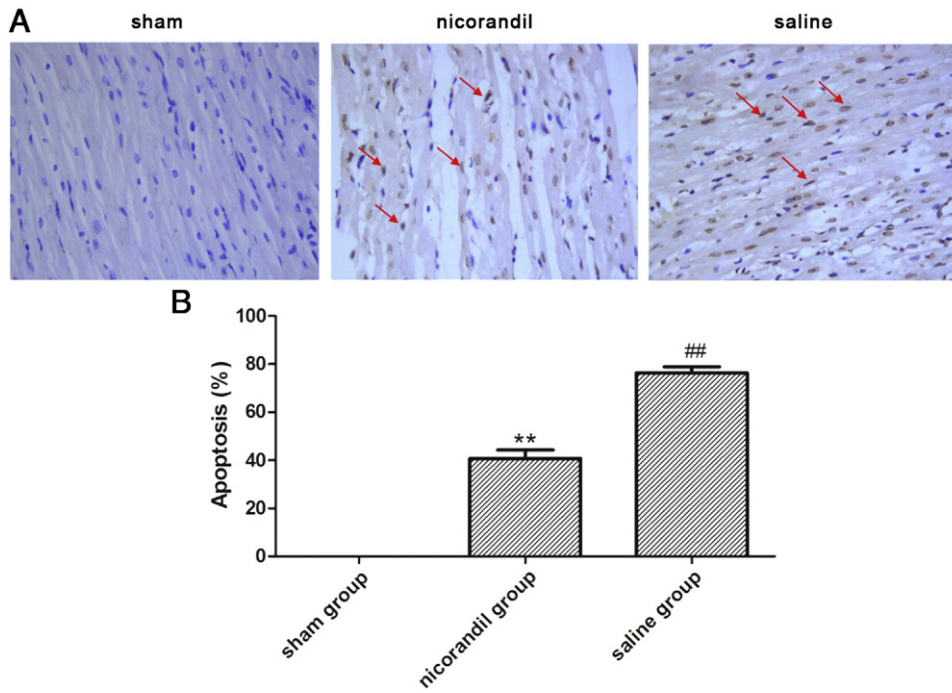 A
sham
nicorandil
saline
B
Apoptosis (%)
100
80
60
40
20
0
**
##
sham group
nicorandil group
saline group